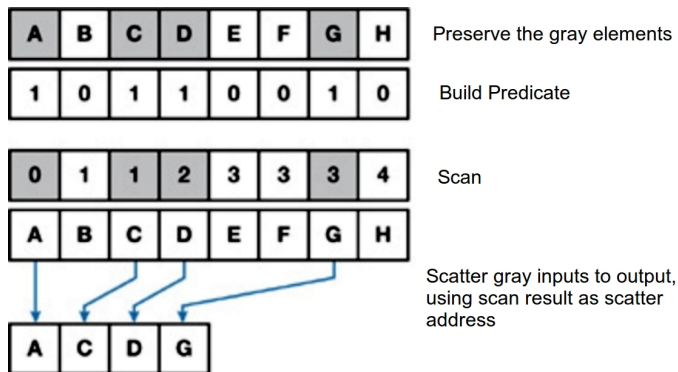 A B C D E F G H Preserve the gray elements
1 0 1 1 0 0 1 0 Build Predicate
0 1 1 2 3 3 3 4 Scan
A B C D E F G H
Scatter gray inputs to output,
using scan result as scatter
address
A C D G